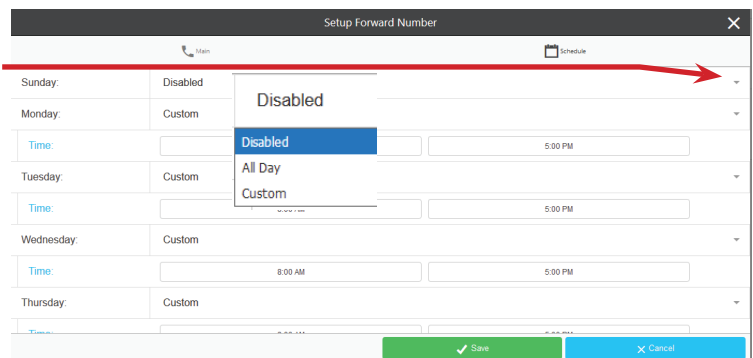 Setup Forward Number
Main Schedule
Sunday: Disabled
Disabled
Monday: Custom
Disabled
Time: 5:00 PM
All Day
Tuesday: Custom
Custom
Time: 5:00 PM
Wednesday: Custom
Time: 8:00 AM 5:00 PM
Thursday: Custom
Time:
Save Cancel